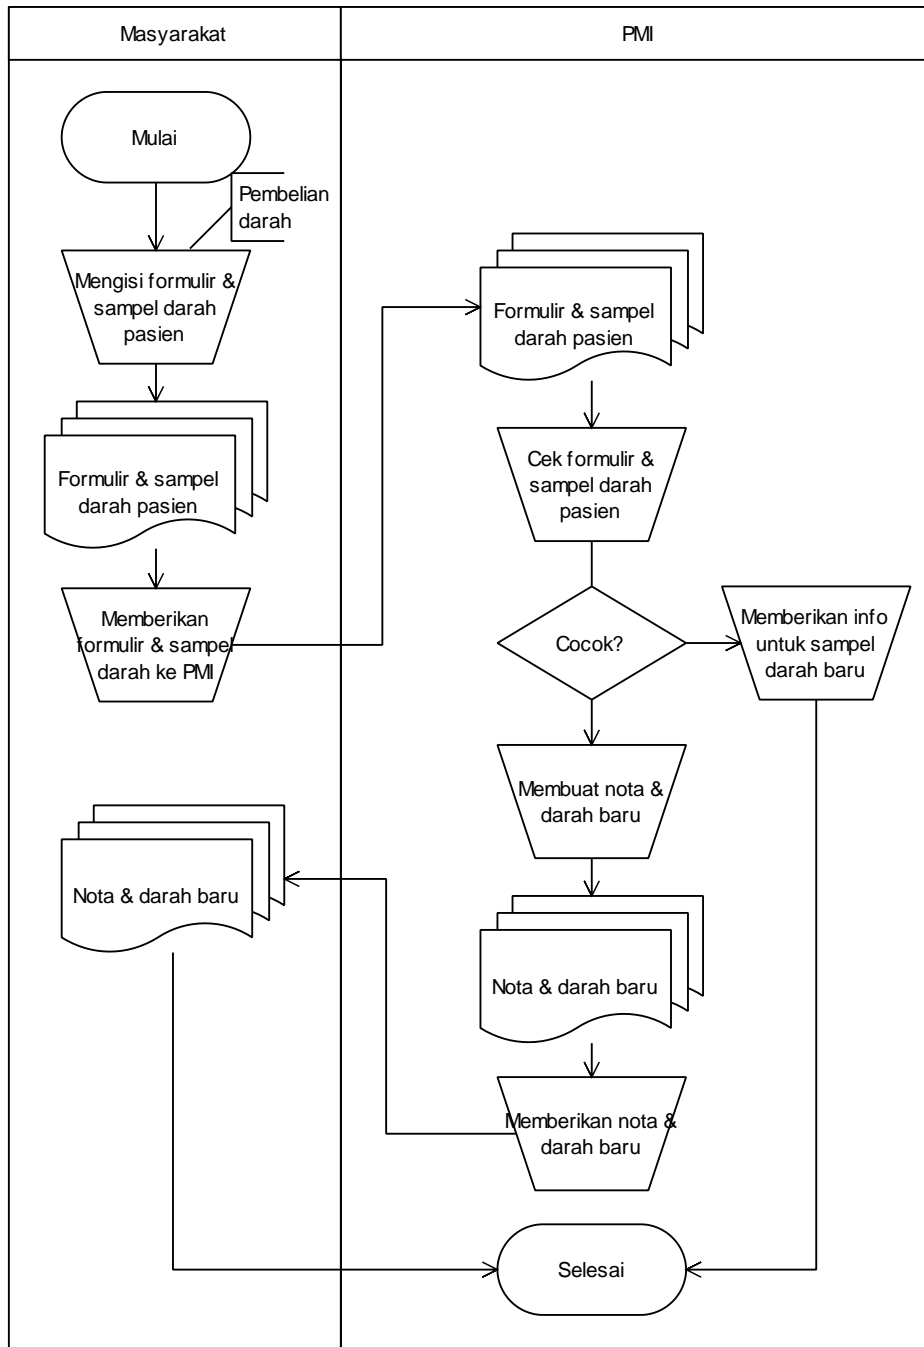 Masyarakat
PMI
Mulai
Pembelian
darah
Mengisi formulir &
sampel darah
pasien
Formulir & sampel
darah pasien
Memberikan
formulir & sampel
darah ke PMI
Formulir & sampel
darah pasien
Cek formulir &
sampel darah
pasien
Cocok?
Memberikan info
untuk sampel
darah baru
Membuat nota &
darah baru
Nota & darah baru
Nota & darah baru
Memberikan nota &
darah baru
Selesai